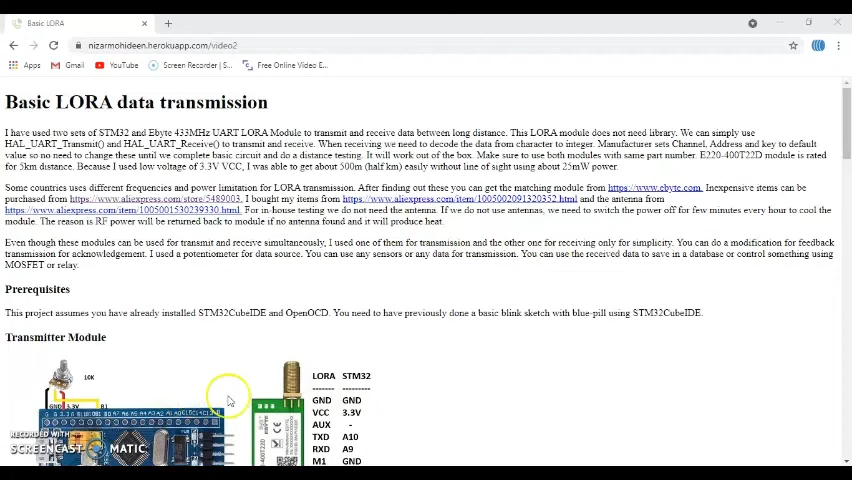 Basic LORA
nizarmohideen.herokuapp.com/video2
Apps Gmail YouTube Screen Recorder | S... Free Online Video E...
Basic LORA data transmission
I have used two sets of STM32 and Ebyte 433MHz UART LORA Module to transmit and receive data between long distance. This LORA module does not need library. We can simply use
HAL_UART_Transmit() and HAL_UART_Receive() to transmit and receive. When receiving we need to decode the data from character to integer. Manufacturer sets Channel, Address and key to default
value so no need to change these until we complete basic circuit and do a distance testing. It will work out of the box. Make sure to use both modules with same part number. E220-400T22D module is rated
for 5km distance. Because I used low voltage of 3.3V VCC, I was able to get about 500m (half km) easily without line of sight using about 25mW power.
Some countries uses different frequencies and power limitation for LORA transmission. After finding out these you can get the matching module from https://www.ebyte.com. Inexpensive items can be
purchased from https://www.aliexpress.com/store/5489003. I bought my items from https://www.aliexpress.com/item/1005002091320352.html and the antenna from
https://www.aliexpress.com/item/1005001530239330.html. For in-house testing we do not need the antenna. If we do not use antennas, we need to switch the power off for few minutes every hour to cool the
module. The reason is RF power will be returned back to module if no antenna found and it will produce heat.
Even though these modules can be used for transmit and receive simultaneously, I used one of them for transmission and the other one for receiving only for simplicity. You can do a modification for feedback
transmission for acknowledgement. I used a potentiometer for data source. You can use any sensors or any data for transmission. You can use the received data to save in a database or control something using
MOSFET or relay.
Prerequisites
This project assumes you have already installed STM32CubeIDE and OpenOCD. You need to have previously done a basic blink sketch with blue-pill using STM32CubeIDE.
Transmitter Module
10K
GND 3.3V B1
LORA STM32
------- ---------
GND GND
VCC 3.3V
AUX -
TXD A10
RXD A9
M1 GND
-400T22D
RECORDED WITH
SCREENCAST MATIC